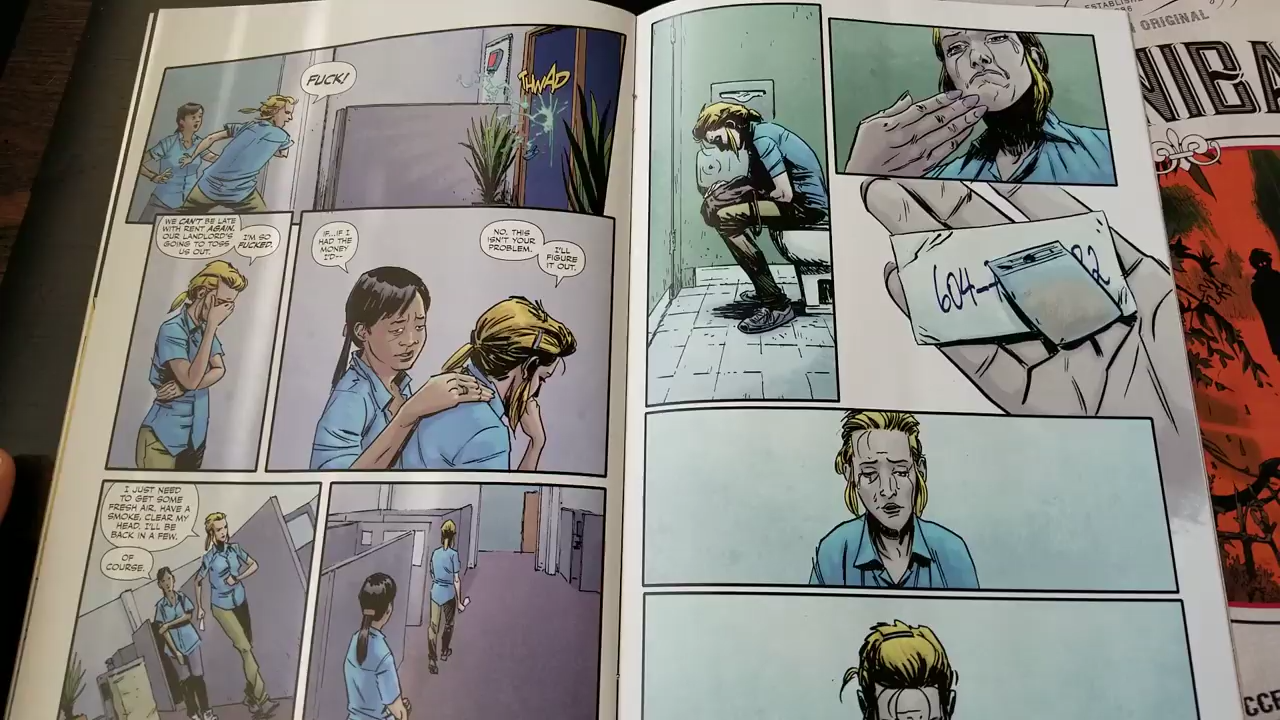 FUCK!
THWAP
WE CAN'T BE LATE
WITH RENT AGAIN.
OUR LANDLORD'S
GOING TO TOSS
US OUT.
I'M SO
FUCKED.
IF...IF I
HAD THE
MONEY
I'D--
NO, THIS
ISN'T YOUR
PROBLEM.
I'LL
FIGURE
IT OUT.
I JUST NEED
TO GET SOME
FRESH AIR, HAVE A
SMOKE, CLEAR MY
HEAD. I'LL BE
BACK IN A FEW.
OF
COURSE.
604-
ORIGINAL
NIBA